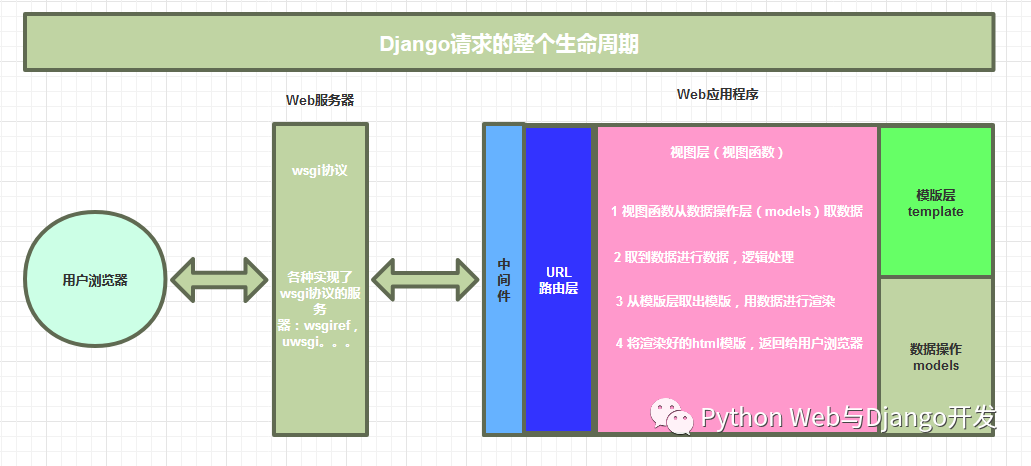 Django请求的整个生命周期
Web服务器
Web应用程序
wsgi协议
各种实现了
wsgi协议的服
务
器：wsgiref，
uwsgi。。。
用户浏览器
中
间
件
URL
路由层
视图层（视图函数）
1 视图函数从数据操作层（models）取数据
2 取到数据进行数据，逻辑处理
3 从模版层取出模版，用数据进行渲染
4 将渲染好的html模版，返回给用户浏览器
模版层
template
数据操作
models
Python Web与Django开发